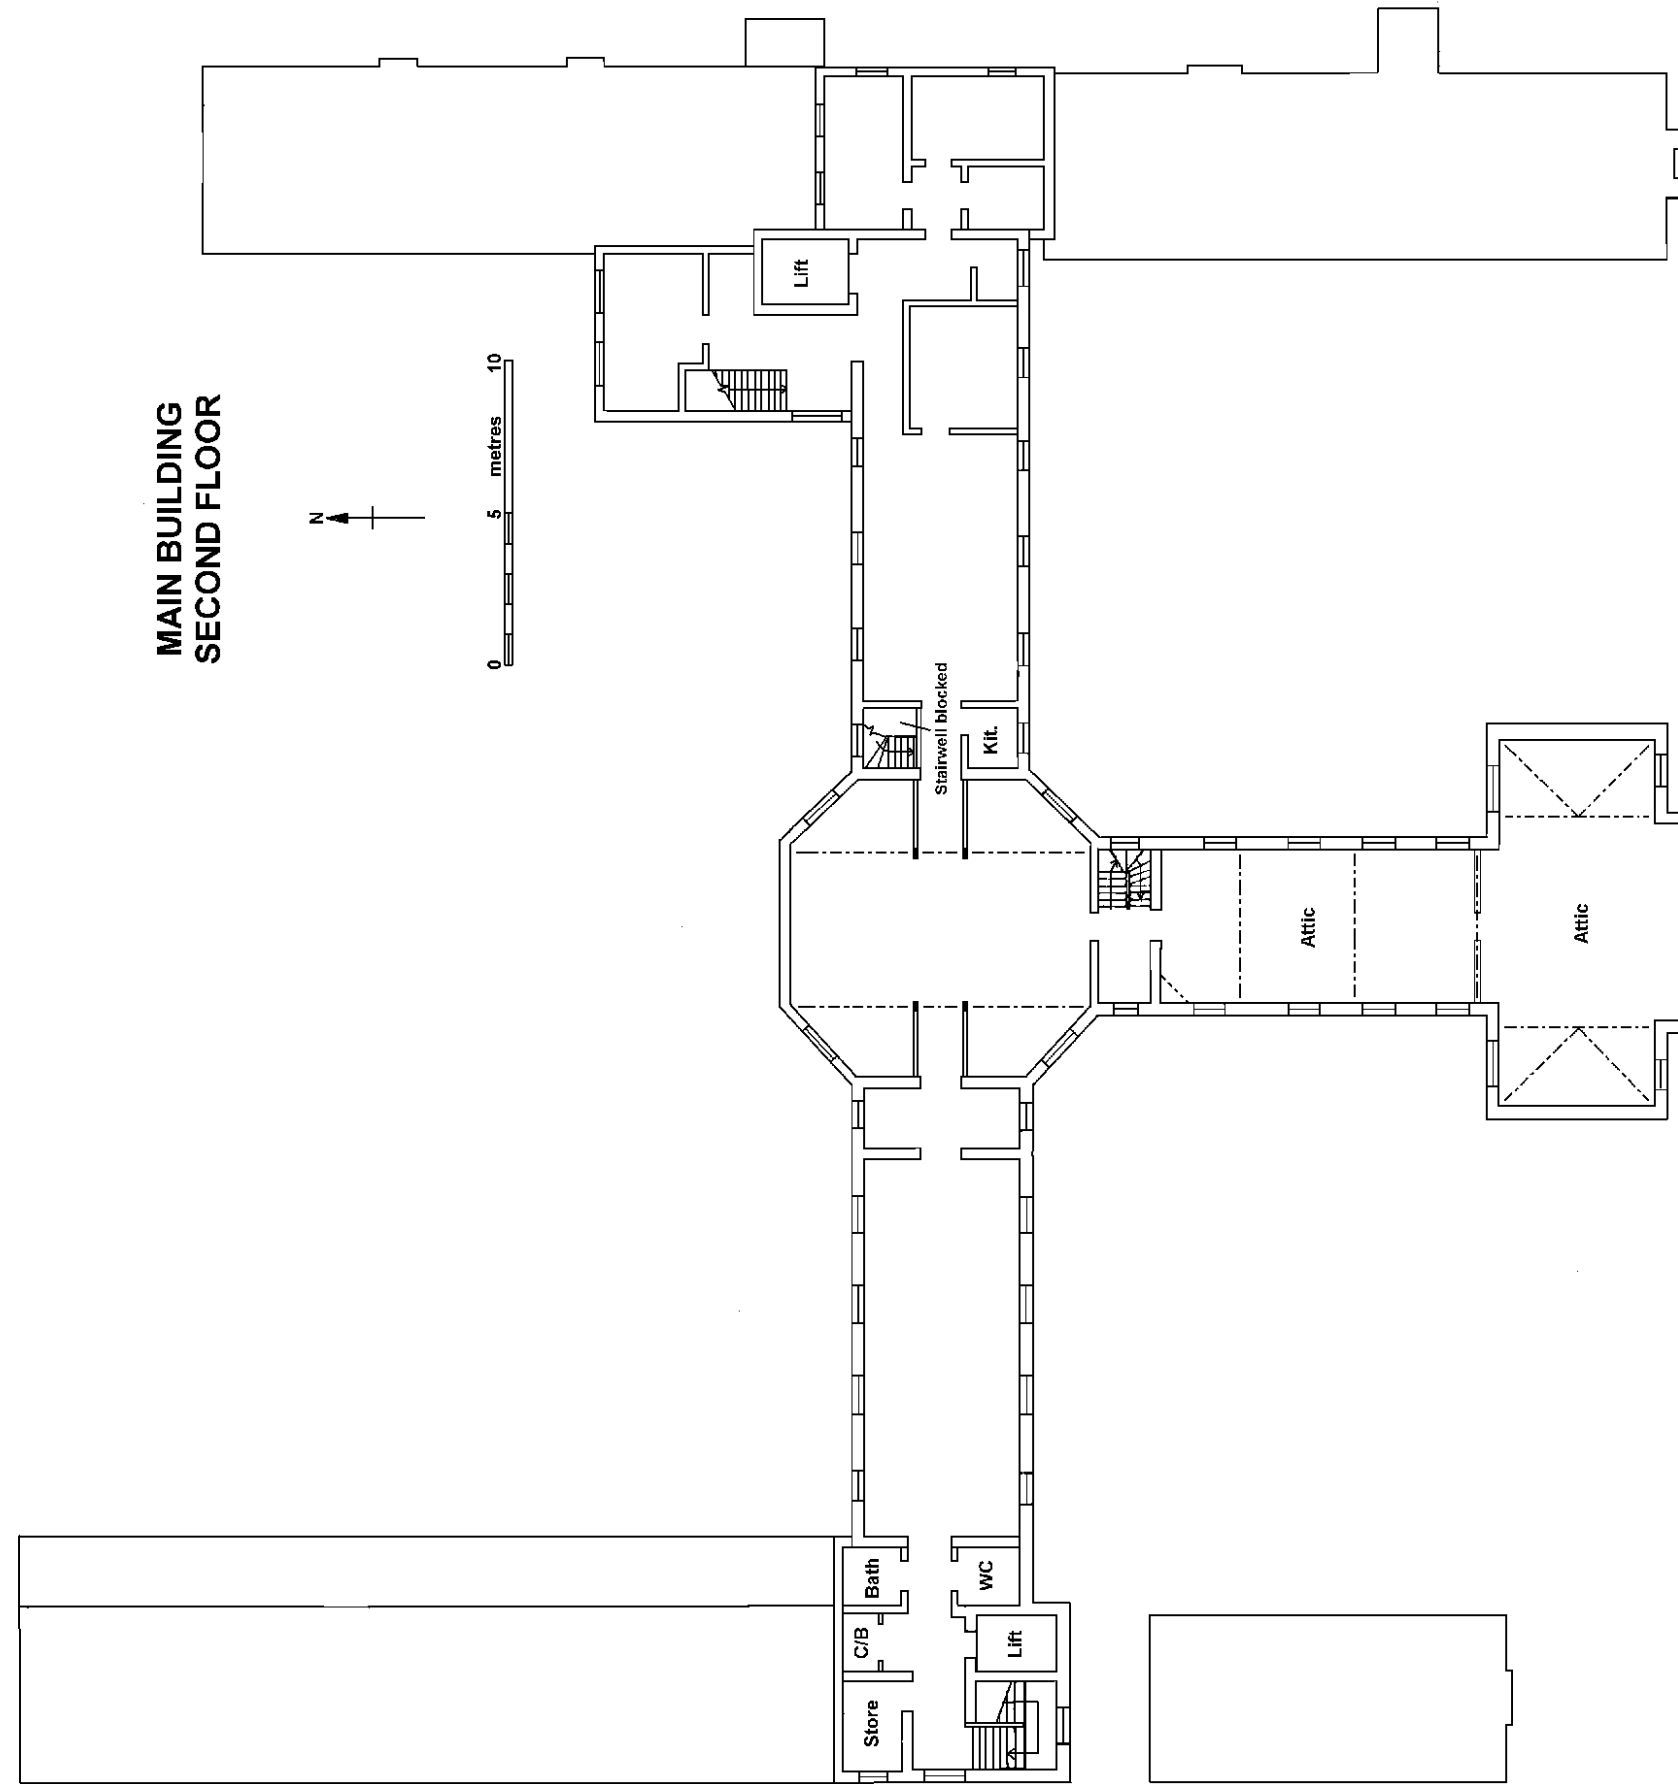 MAIN BUILDING
SECOND FLOOR
N
0 5 metres 10
Lift
Stairwell blocked
Kit.
Attic
Attic
Bath
WC
C/B
Lift
Store